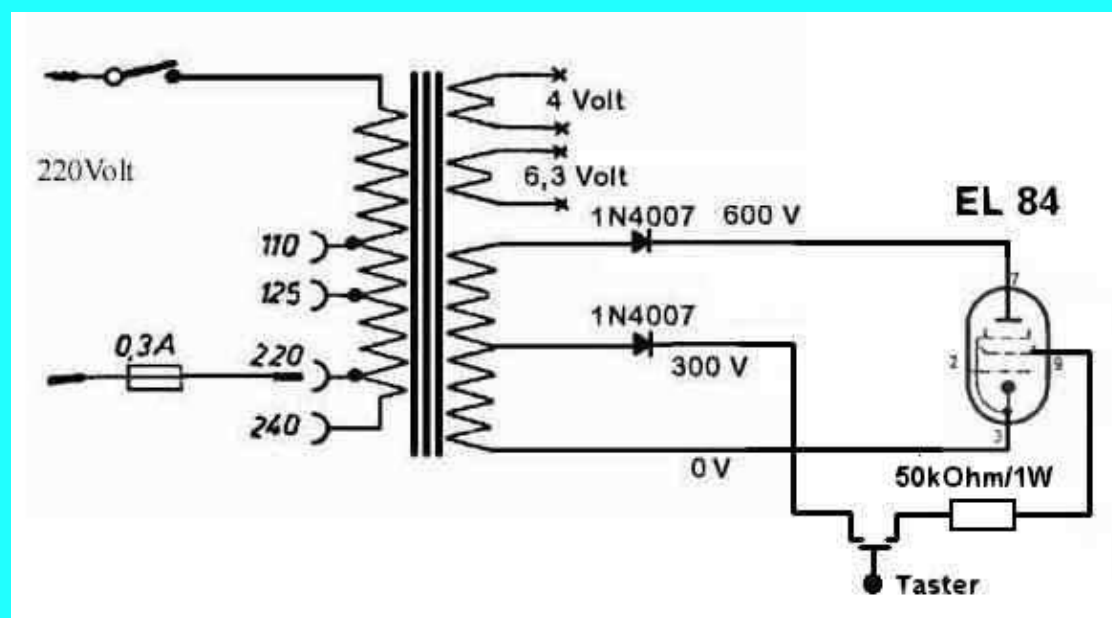 4 Volt
220Volt
6,3 Volt
1N4007
600 V
EL 84
110
7
125
1N4007
0,3A
220
300 V
2
9
240
3
0 V
50kOhm/1W
Taster